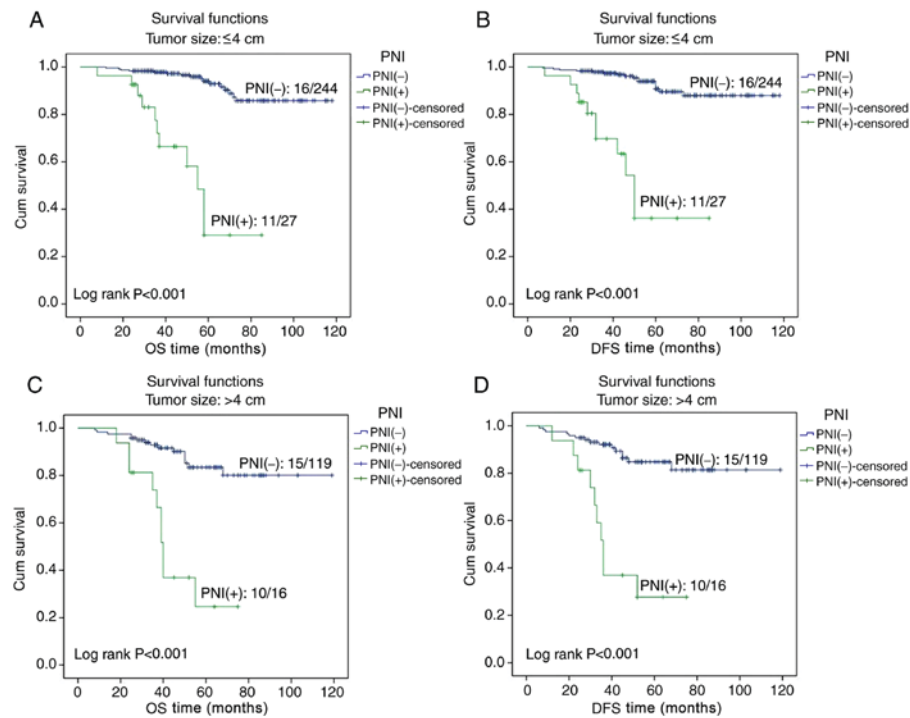 A
Survival functions
Tumor size: ≤4 cm
PNI
PNI(−)
PNI(+)
PNI(−)-censored
PNI(+)-censored
1.0
0.8
0.6
0.4
0.2
0.0
Cum survival
PNI(−): 16/244
PNI(+): 11/27
Log rank P<0.001
0 20 40 60 80 100 120
OS time (months)
B
Survival functions
Tumor size: ≤4 cm
PNI
PNI(−)
PNI(+)
PNI(−)-censored
PNI(+)-censored
1.0
0.8
0.6
0.4
0.2
0.0
Cum survival
PNI(−): 16/244
PNI(+): 11/27
Log rank P<0.001
0 20 40 60 80 100 120
DFS time (months)
C
Survival functions
Tumor size: >4 cm
PNI
PNI(−)
PNI(+)
PNI(−)-censored
PNI(+)-censored
1.0
0.8
0.6
0.4
0.2
0.0
Cum survival
PNI(−): 15/119
PNI(+): 10/16
Log rank P<0.001
0 20 40 60 80 100 120
OS time (months)
D
Survival functions
Tumor size: >4 cm
PNI
PNI(−)
PNI(+)
PNI(−)-censored
PNI(+)-censored
1.0
0.8
0.6
0.4
0.2
0.0
Cum survival
PNI(−): 15/119
PNI(+): 10/16
Log rank P<0.001
0 20 40 60 80 100 120
DFS time (months)